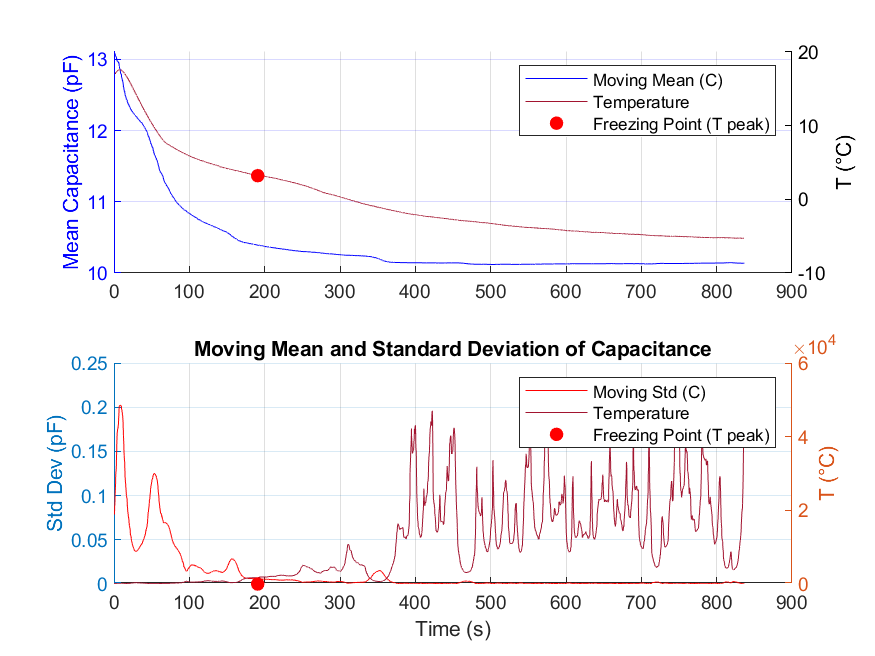 13
12
11
10
Mean Capacitance (pF)
20
10
0
-10
T (°C)
Moving Mean (C)
Temperature
Freezing Point (T peak)
0 100 200 300 400 500 600 700 800 900
Moving Mean and Standard Deviation of Capacitance
×10^4
0.25
0.2
0.15
0.1
0.05
0
Std Dev (pF)
6
4
2
0
T (°C)
Moving Std (C)
Temperature
Freezing Point (T peak)
0 100 200 300 400 500 600 700 800 900
Time (s)